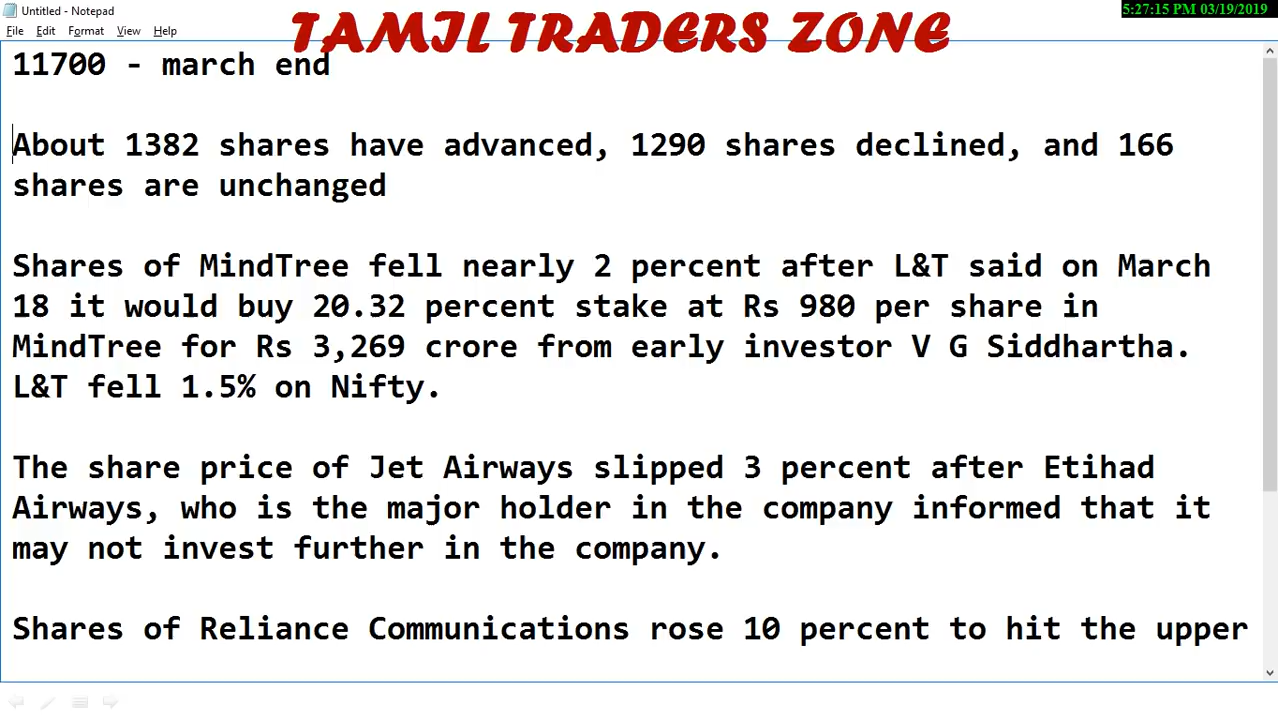 Untitled - Notepad
5:27:15 PM 03/19/2019
TAMIL TRADERS ZONE
File Edit Format View Help
11700 - march end
About 1382 shares have advanced, 1290 shares declined, and 166
shares are unchanged
Shares of MindTree fell nearly 2 percent after L&T said on March
18 it would buy 20.32 percent stake at Rs 980 per share in
MindTree for Rs 3,269 crore from early investor V G Siddhartha.
L&T fell 1.5% on Nifty.
The share price of Jet Airways slipped 3 percent after Etihad
Airways, who is the major holder in the company informed that it
may not invest further in the company.
Shares of Reliance Communications rose 10 percent to hit the upper